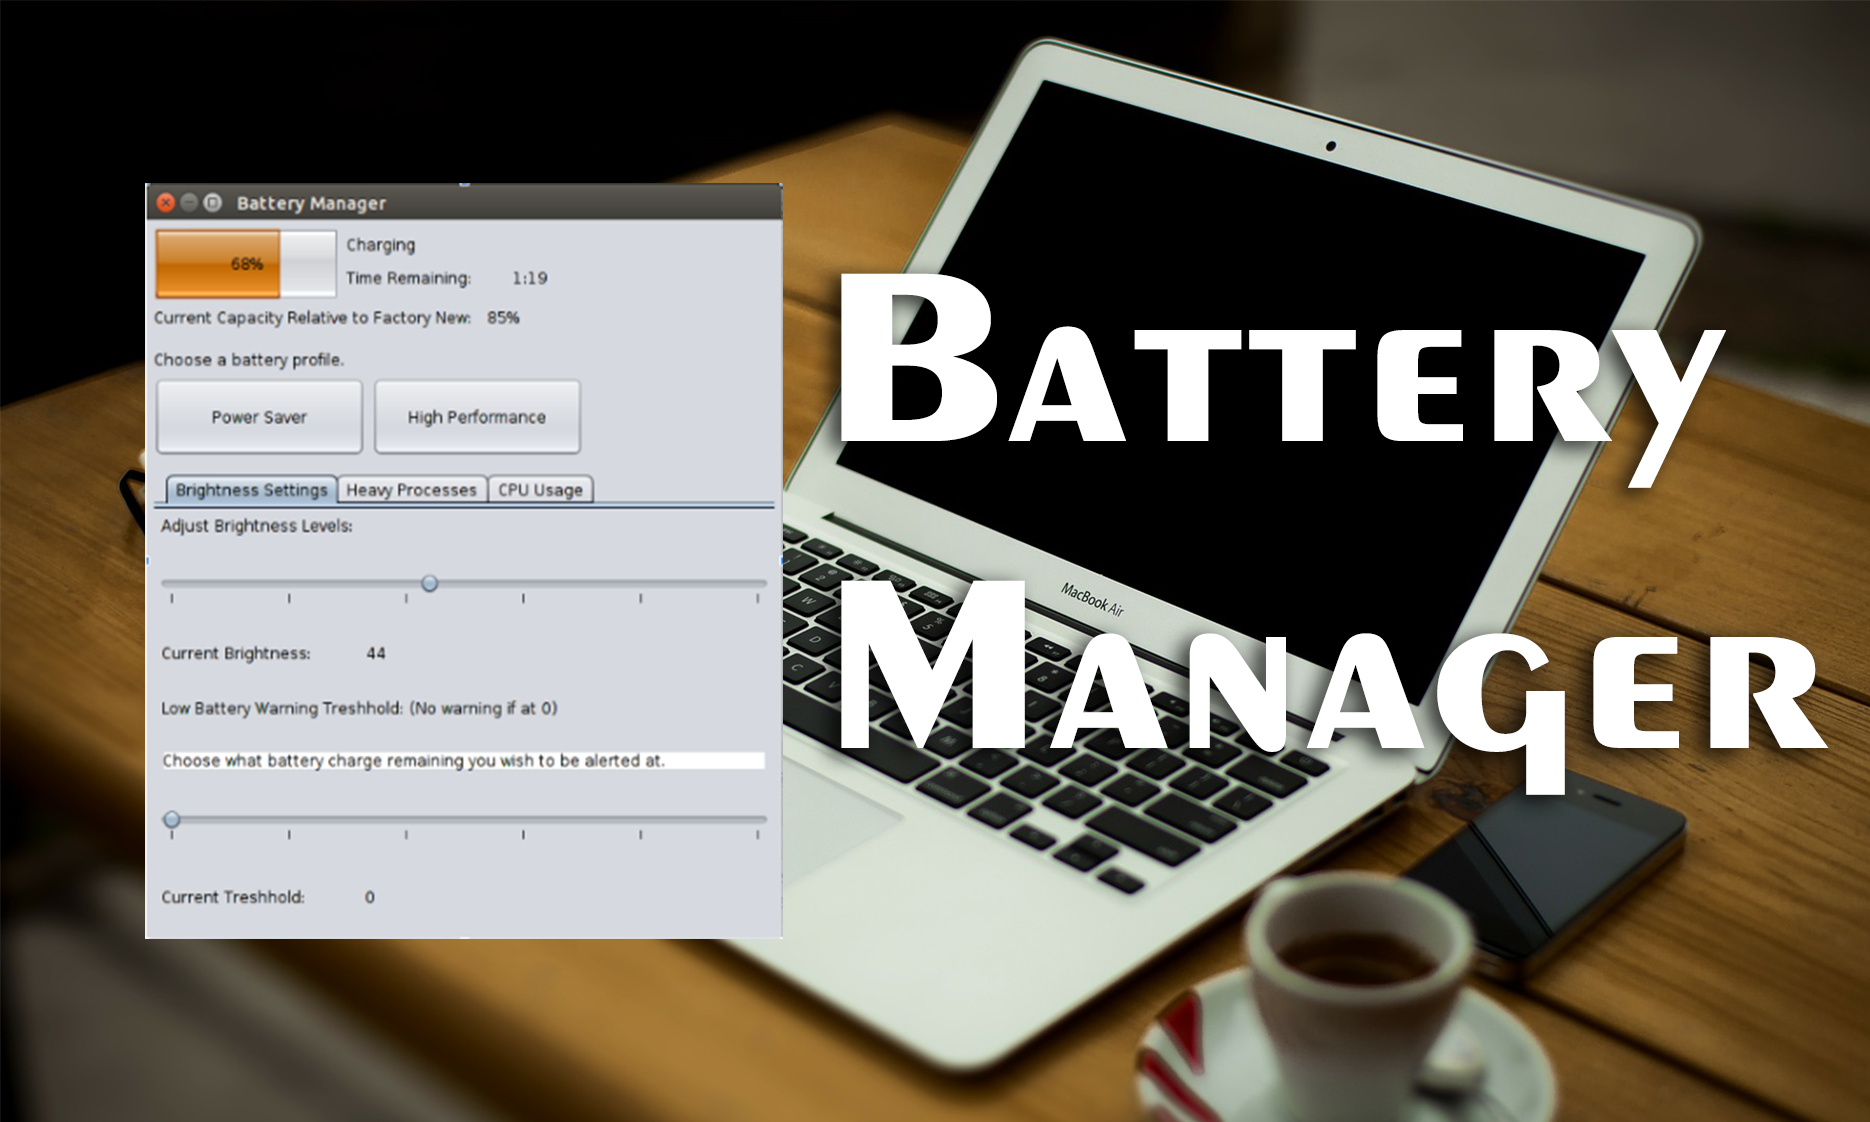 Battery Manager
68%
Charging
Time Remaining: 1:19
Current Capacity Relative to Factory New: 85%
Choose a battery profile.
Power Saver High Performance
Brightness Settings Heavy Processes CPU Usage
Adjust Brightness Levels:
Current Brightness: 44
Low Battery Warning Treshhold: (No warning if at 0)
Choose what battery charge remaining you wish to be alerted at.
Current Treshhold: 0
BATTERY
MANAGER
MacBook Air